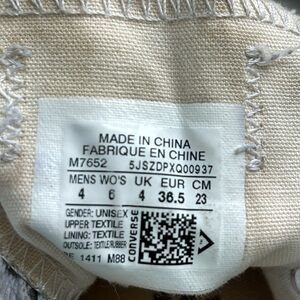 MADE IN CHINA
FABRIQUE EN CHINE
M7652 5JSZDPXQ00937
MENS WO'S UK EUR CM
4 6 4 36.5 23
GENDER: UNISEX
UPPER TEXTILE
LINING: TEXTILE
OUTSOLE: TEXTILE/RUBBER
1411 M88
CONVERSE